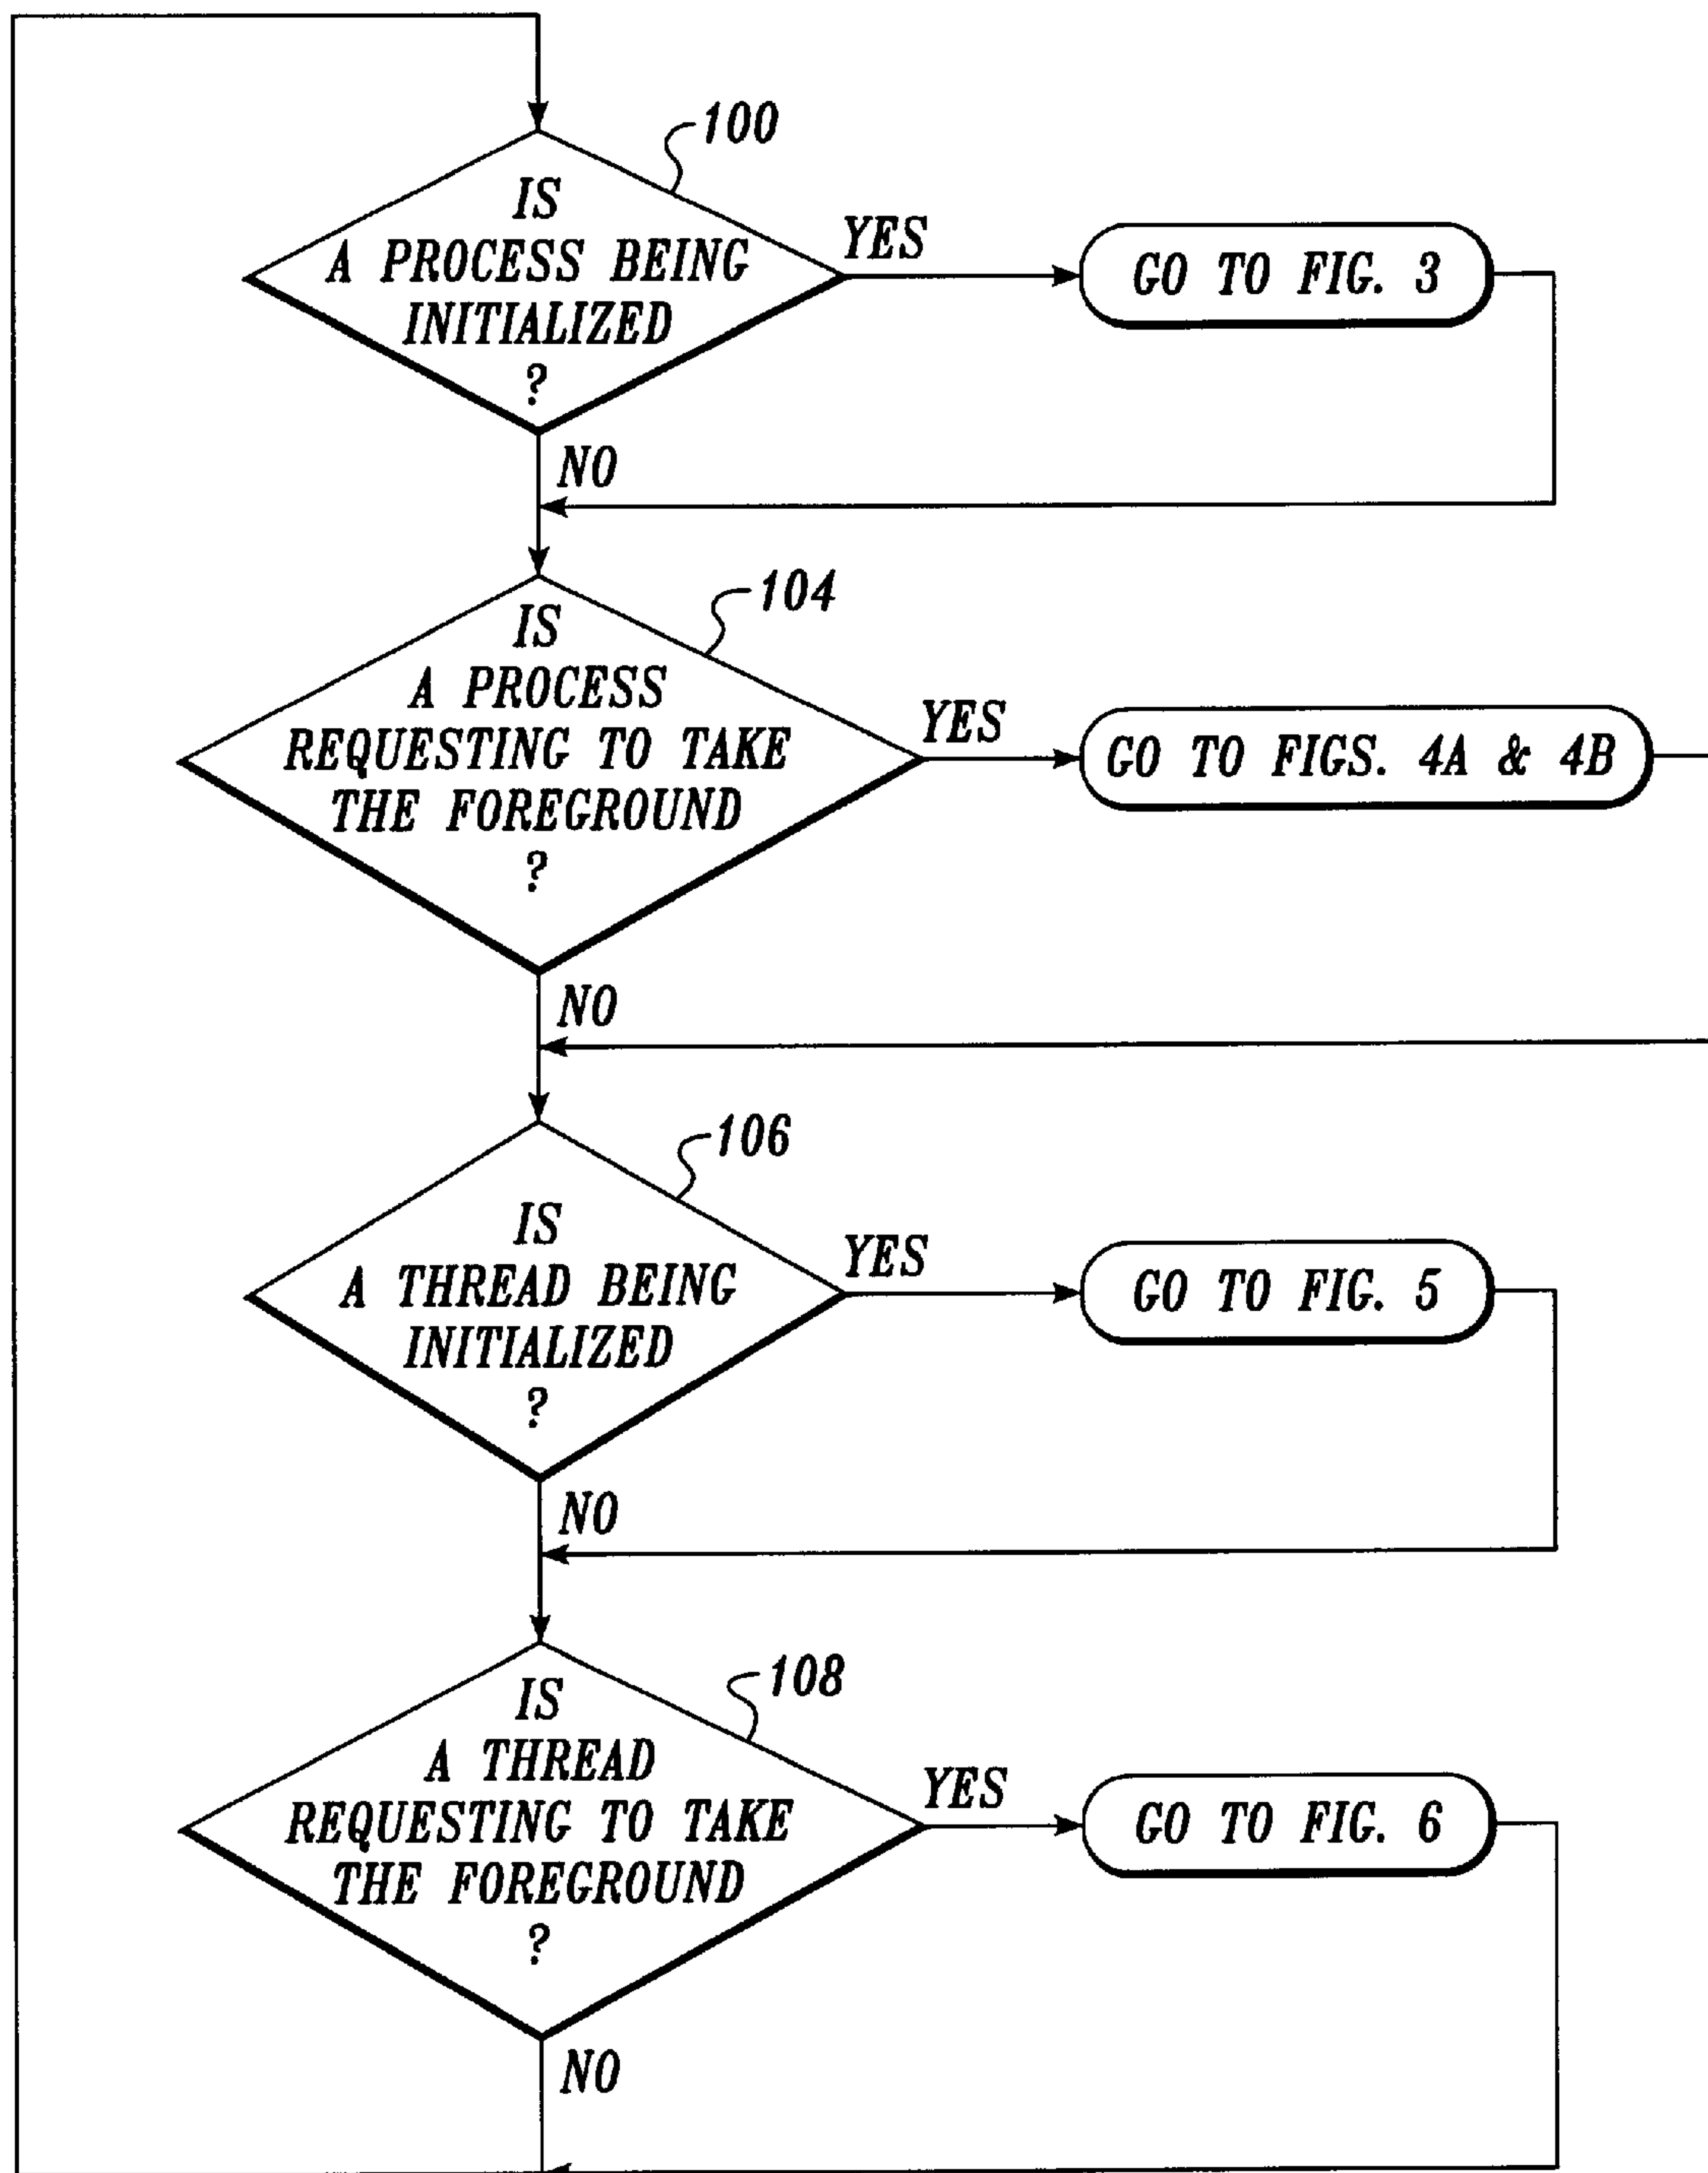 100
IS
A PROCESS BEING
INITIALIZED
?
YES
GO TO FIG. 3
NO
104
IS
A PROCESS
REQUESTING TO TAKE
THE FOREGROUND
?
YES
GO TO FIGS. 4A & 4B
NO
106
IS
A THREAD BEING
INITIALIZED
?
YES
GO TO FIG. 5
NO
108
IS
A THREAD
REQUESTING TO TAKE
THE FOREGROUND
?
YES
GO TO FIG. 6
NO